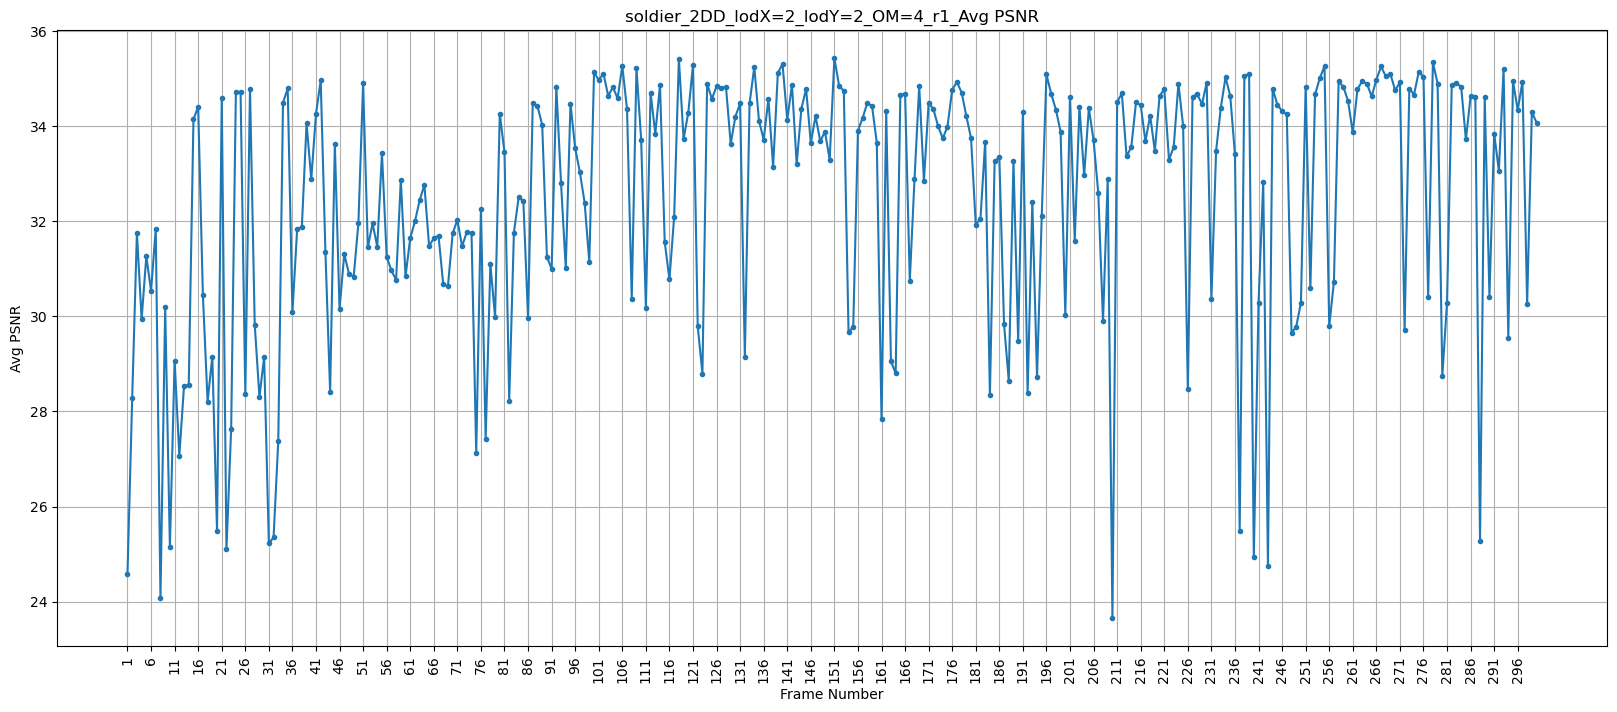 soldier_2DD_lodX=2_lodY=2_OM=4_r1_Avg PSNR
36
34
32
30
28
26
24
Avg PSNR
1 6 11 16 21 26 31 36 41 46 51 56 61 66 71 76 81 86 91 96 101 106 111 116 121 126 131 136 141 146 151 156 161 166 171 176 181 186 191 196 201 206 211 216 221 226 231 236 241 246 251 256 261 266 271 276 281 286 291 296
Frame Number